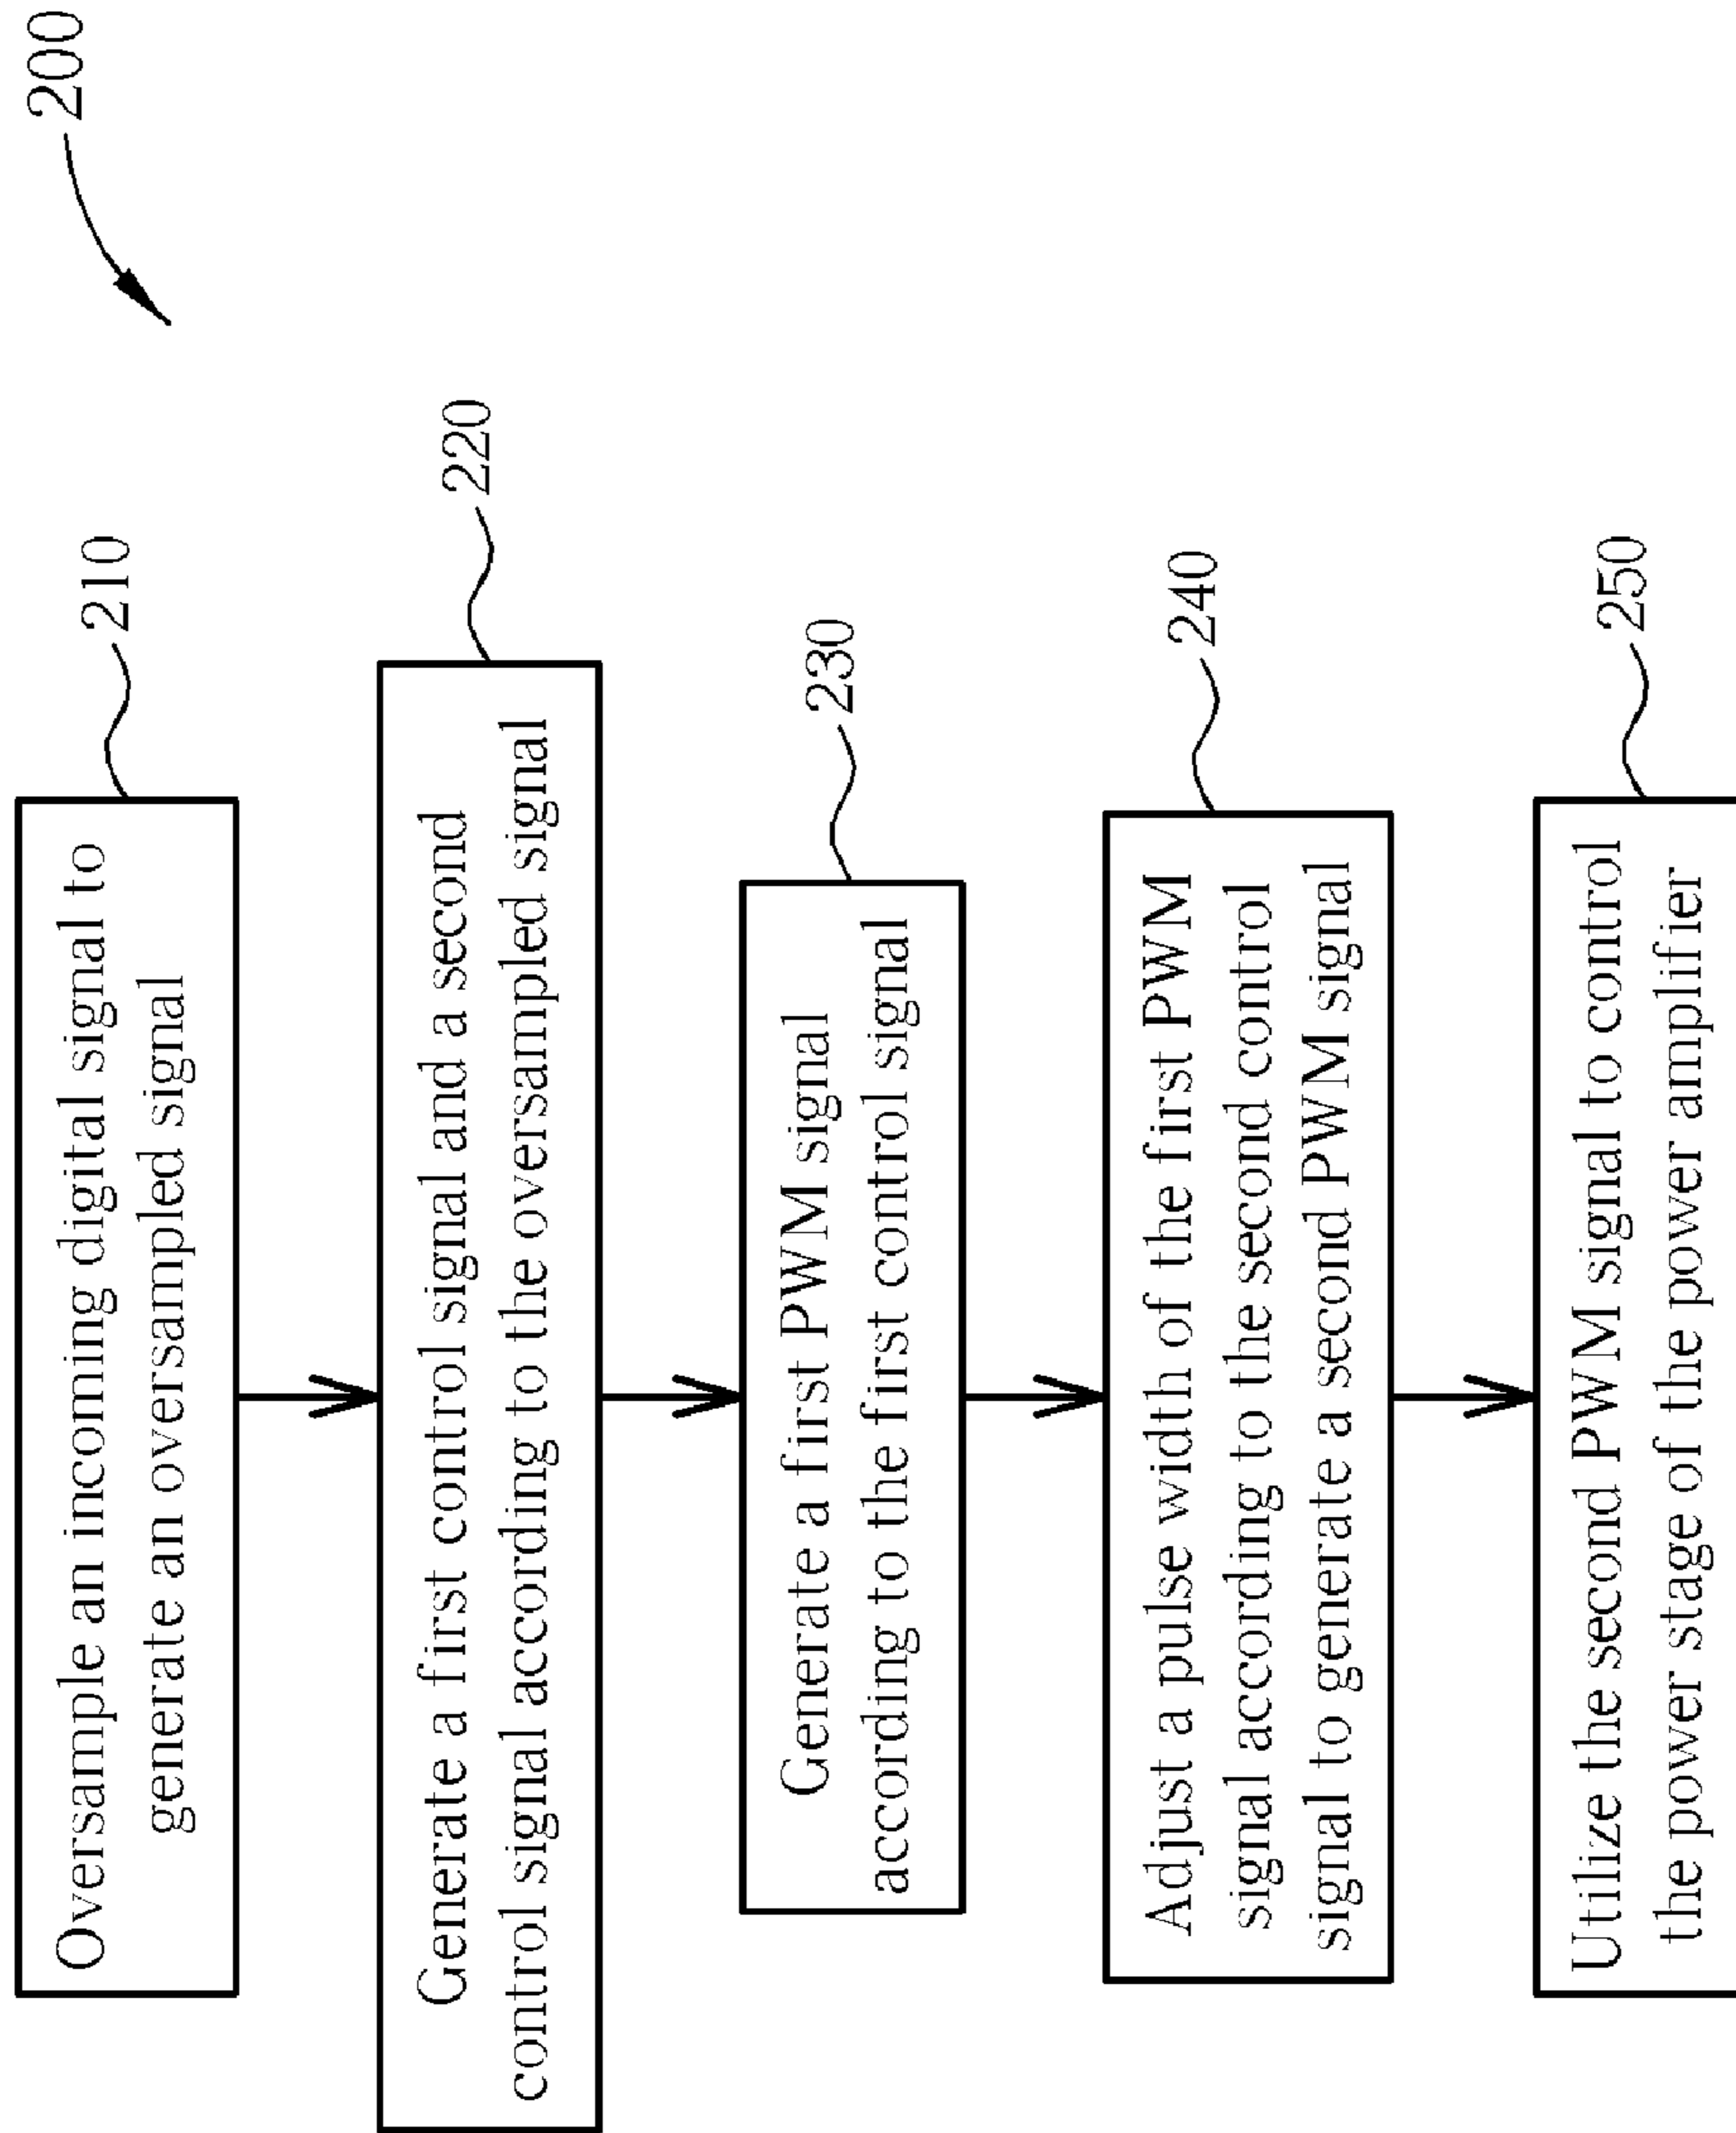 200
Oversample an incoming digital signal to
generate an oversampled signal
210
Generate a first control signal and a second
control signal according to the oversampled signal
220
Generate a first PWM signal
according to the first control signal
230
Adjust a pulse width of the first PWM
signal according to the second control
signal to generate a second PWM signal
240
Utilize the second PWM signal to control
the power stage of the power amplifier
250